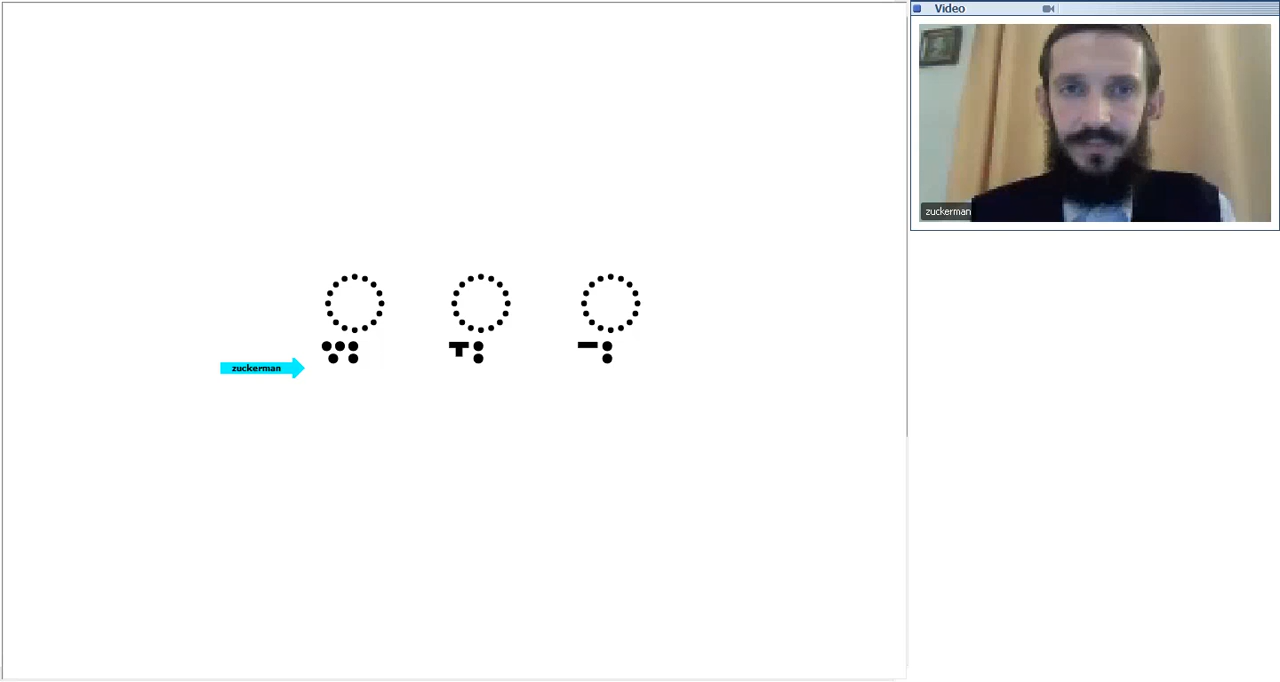 Video
zuckerman
◌ֱ ◌ֳ ◌ֲ
zuckerman